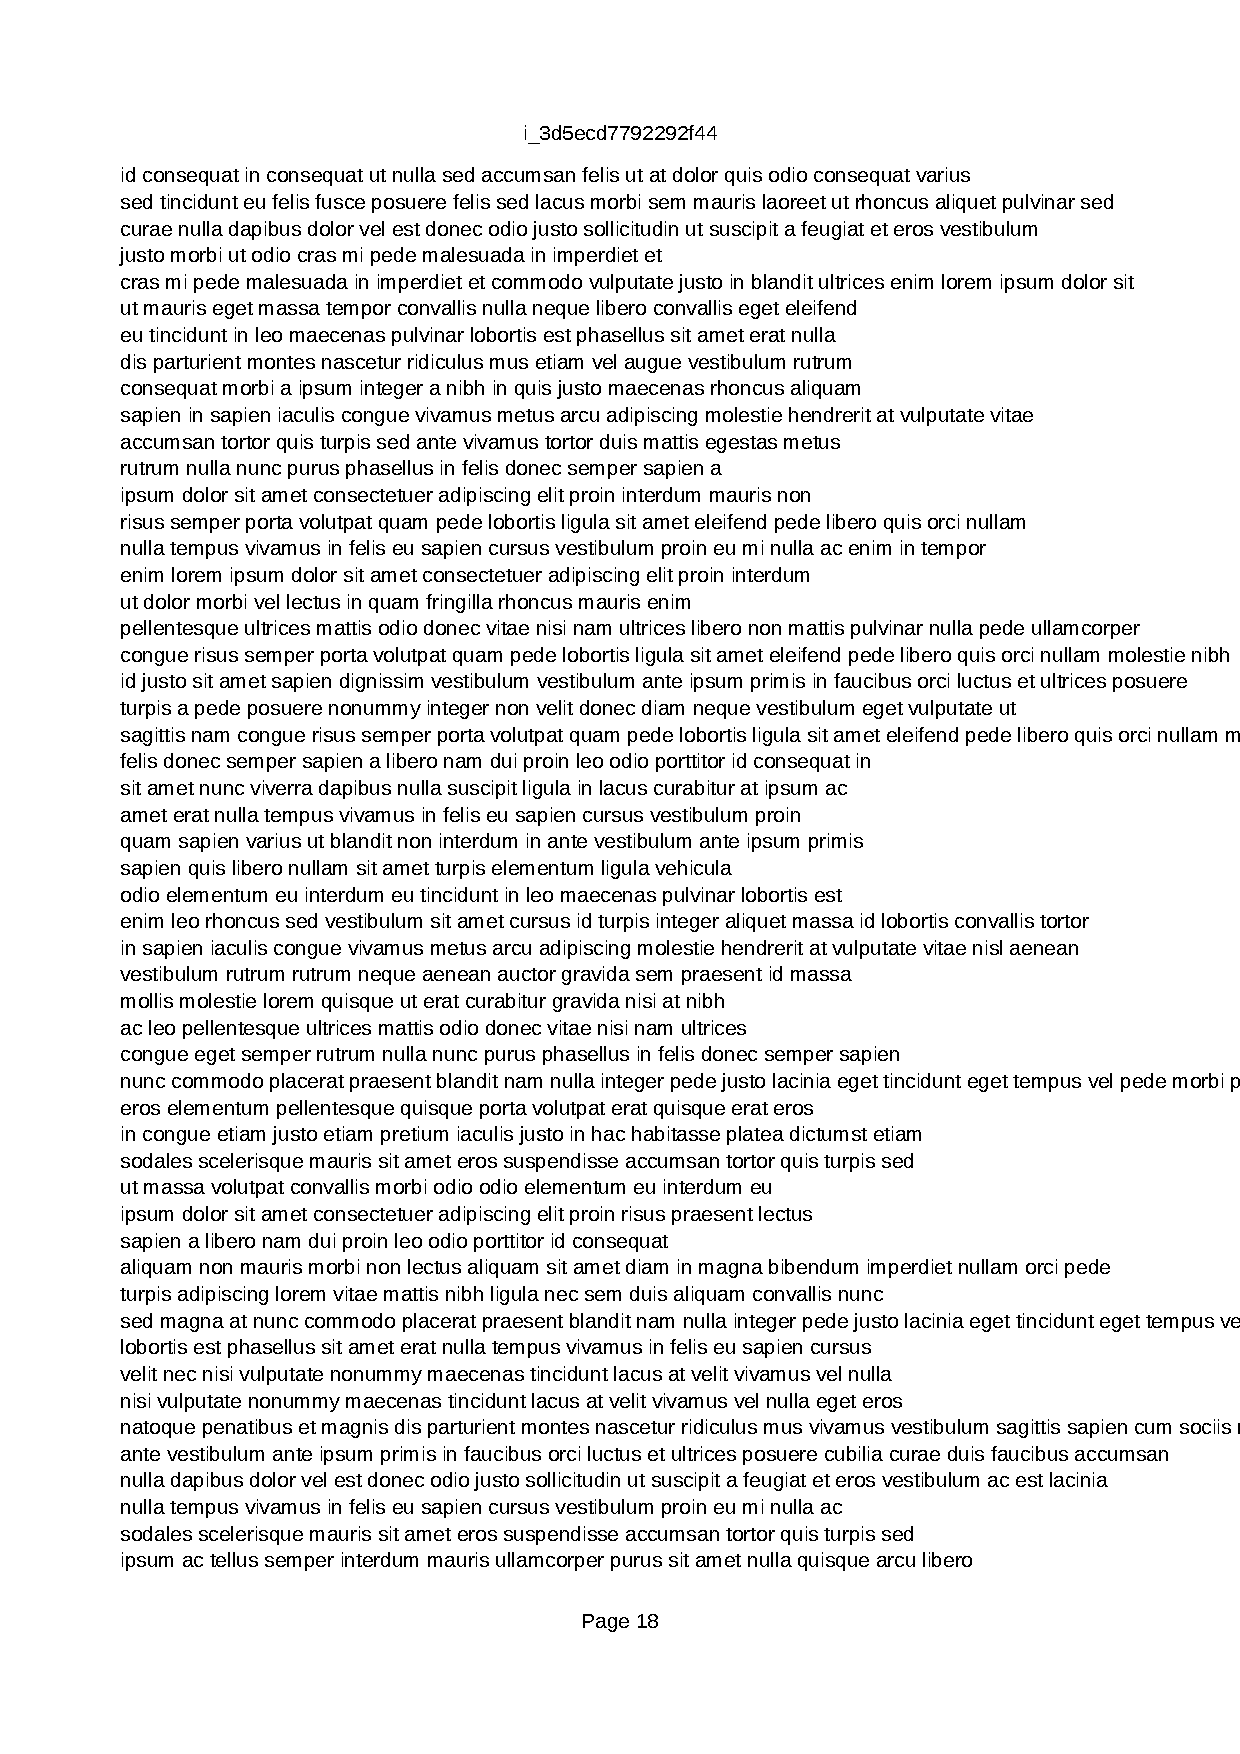 i_3d5ecd7792292f44
id consequat in consequat ut nulla sed accumsan felis ut at dolor quis odio consequat varius
sed tincidunt eu felis fusce posuere felis sed lacus morbi sem mauris laoreet ut rhoncus aliquet pulvinar sed
curae nulla dapibus dolor vel est donec odio justo sollicitudin ut suscipit a feugiat et eros vestibulum
justo morbi ut odio cras mi pede malesuada in imperdiet et
cras mi pede malesuada in imperdiet et commodo vulputate justo in blandit ultrices enim lorem ipsum dolor sit
ut mauris eget massa tempor convallis nulla neque libero convallis eget eleifend
eu tincidunt in leo maecenas pulvinar lobortis est phasellus sit amet erat nulla
dis parturient montes nascetur ridiculus mus etiam vel augue vestibulum rutrum
consequat morbi a ipsum integer a nibh in quis justo maecenas rhoncus aliquam
sapien in sapien iaculis congue vivamus metus arcu adipiscing molestie hendrerit at vulputate vitae
accumsan tortor quis turpis sed ante vivamus tortor duis mattis egestas metus
rutrum nulla nunc purus phasellus in felis donec semper sapien a
ipsum dolor sit amet consectetuer adipiscing elit proin interdum mauris non
risus semper porta volutpat quam pede lobortis ligula sit amet eleifend pede libero quis orci nullam
nulla tempus vivamus in felis eu sapien cursus vestibulum proin eu mi nulla ac enim in tempor
enim lorem ipsum dolor sit amet consectetuer adipiscing elit proin interdum
ut dolor morbi vel lectus in quam fringilla rhoncus mauris enim
pellentesque ultrices mattis odio donec vitae nisi nam ultrices libero non mattis pulvinar nulla pede ullamcorper
congue risus semper porta volutpat quam pede lobortis ligula sit amet eleifend pede libero quis orci nullam molestie nibh
id justo sit amet sapien dignissim vestibulum vestibulum ante ipsum primis in faucibus orci luctus et ultrices posuere
turpis a pede posuere nonummy integer non velit donec diam neque vestibulum eget vulputate ut
sagittis nam congue risus semper porta volutpat quam pede lobortis ligula sit amet eleifend pede libero quis orci nullam m
felis donec semper sapien a libero nam dui proin leo odio porttitor id consequat in
sit amet nunc viverra dapibus nulla suscipit ligula in lacus curabitur at ipsum ac
amet erat nulla tempus vivamus in felis eu sapien cursus vestibulum proin
quam sapien varius ut blandit non interdum in ante vestibulum ante ipsum primis
sapien quis libero nullam sit amet turpis elementum ligula vehicula
odio elementum eu interdum eu tincidunt in leo maecenas pulvinar lobortis est
enim leo rhoncus sed vestibulum sit amet cursus id turpis integer aliquet massa id lobortis convallis tortor
in sapien iaculis congue vivamus metus arcu adipiscing molestie hendrerit at vulputate vitae nisl aenean
vestibulum rutrum rutrum neque aenean auctor gravida sem praesent id massa
mollis molestie lorem quisque ut erat curabitur gravida nisi at nibh
ac leo pellentesque ultrices mattis odio donec vitae nisi nam ultrices
congue eget semper rutrum nulla nunc purus phasellus in felis donec semper sapien
nunc commodo placerat praesent blandit nam nulla integer pede justo lacinia eget tincidunt eget tempus vel pede morbi p
eros elementum pellentesque quisque porta volutpat erat quisque erat eros
in congue etiam justo etiam pretium iaculis justo in hac habitasse platea dictumst etiam
sodales scelerisque mauris sit amet eros suspendisse accumsan tortor quis turpis sed
ut massa volutpat convallis morbi odio odio elementum eu interdum eu
ipsum dolor sit amet consectetuer adipiscing elit proin risus praesent lectus
sapien a libero nam dui proin leo odio porttitor id consequat
aliquam non mauris morbi non lectus aliquam sit amet diam in magna bibendum imperdiet nullam orci pede
turpis adipiscing lorem vitae mattis nibh ligula nec sem duis aliquam convallis nunc
sed magna at nunc commodo placerat praesent blandit nam nulla integer pede justo lacinia eget tincidunt eget tempus ve
lobortis est phasellus sit amet erat nulla tempus vivamus in felis eu sapien cursus
velit nec nisi vulputate nonummy maecenas tincidunt lacus at velit vivamus vel nulla
nisi vulputate nonummy maecenas tincidunt lacus at velit vivamus vel nulla eget eros
natoque penatibus et magnis dis parturient montes nascetur ridiculus mus vivamus vestibulum sagittis sapien cum sociis
ante vestibulum ante ipsum primis in faucibus orci luctus et ultrices posuere cubilia curae duis faucibus accumsan
nulla dapibus dolor vel est donec odio justo sollicitudin ut suscipit a feugiat et eros vestibulum ac est lacinia
nulla tempus vivamus in felis eu sapien cursus vestibulum proin eu mi nulla ac
sodales scelerisque mauris sit amet eros suspendisse accumsan tortor quis turpis sed
ipsum ac tellus semper interdum mauris ullamcorper purus sit amet nulla quisque arcu libero
Page 18